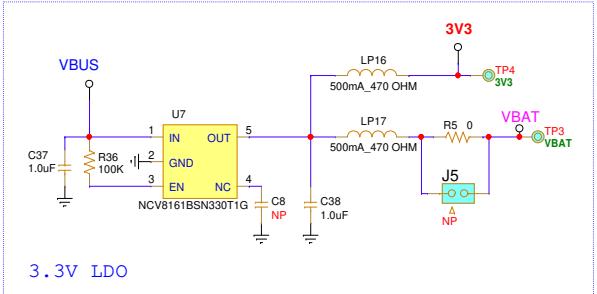 3V3
LP16
TP4
3V3
500mA_470 OHM
VBUS
U7
VBAT
LP17
R5 0
TP3
VBAT
1 IN OUT 5
500mA_470 OHM
C37
1.0uF
R36
100K
2 GND
J5
3 EN NC 4
NCV8161BSN330T1G
C8
NP
C38
1.0uF
NP
3.3V LDO